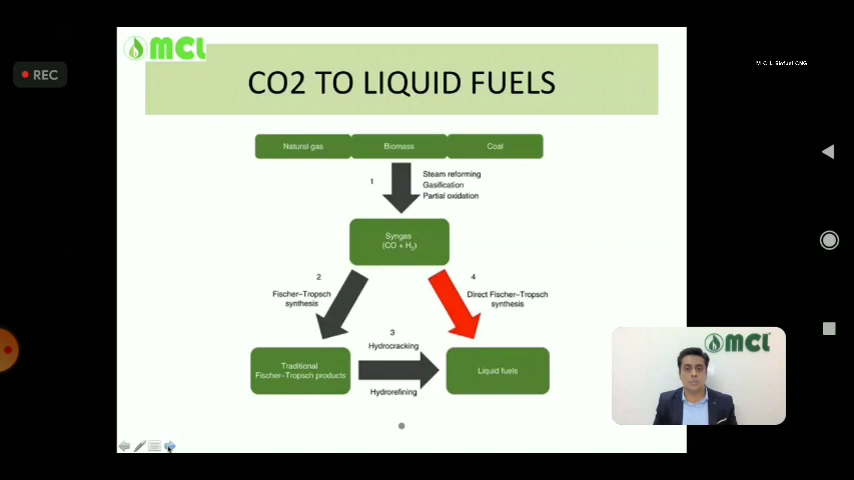 MCL
REC
M C L Biofuel CNG
CO2 TO LIQUID FUELS
Natural gas
Biomass
Coal
1
Steam reforming
Gasification
Partial oxidation
Syngas
(CO + H₂)
2
4
Fischer–Tropsch
synthesis
Direct Fischer–Tropsch
synthesis
3
Hydrocracking
Traditional
Fischer–Tropsch products
Liquid fuels
Hydrorefining
MCL